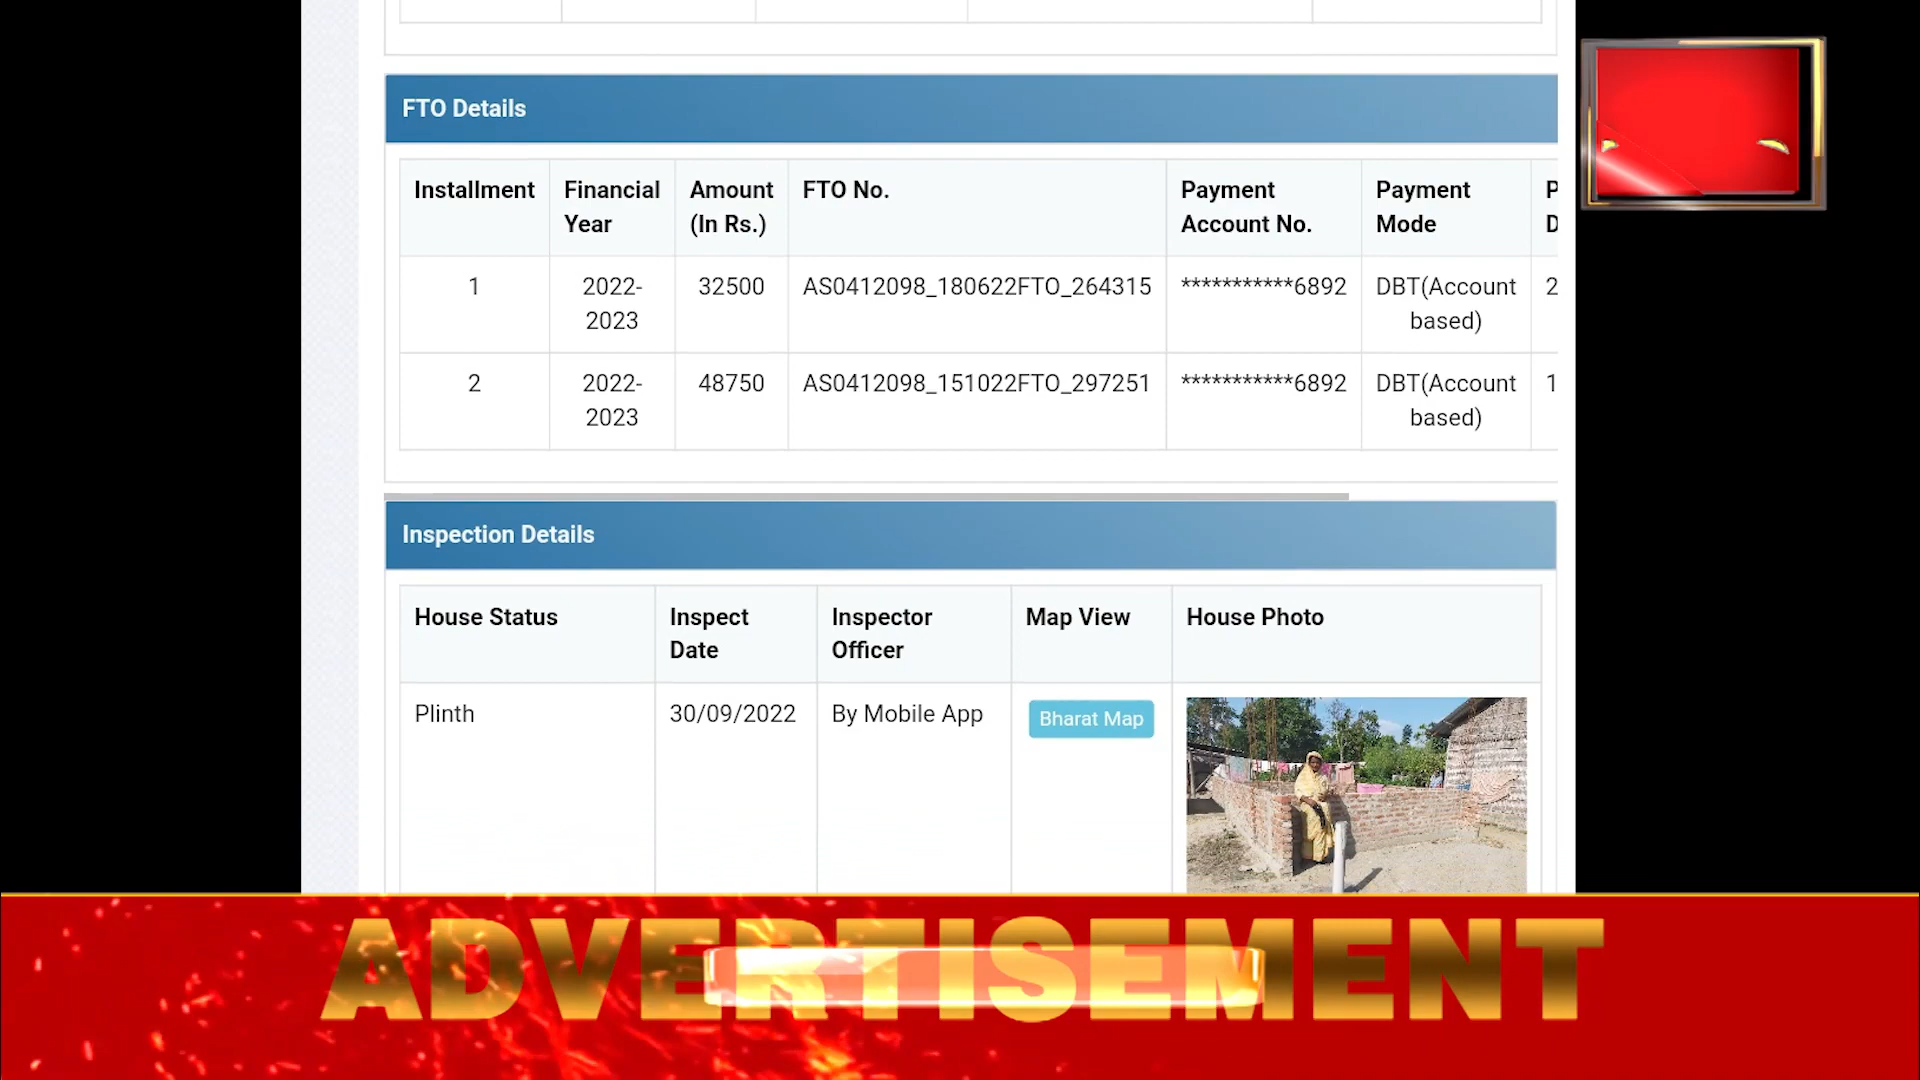 FTO Details
Installment Financial Year Amount (In Rs.) FTO No. Payment Account No. Payment Mode
1 2022-2023 32500 AS0412098_180622FTO_264315 ***********6892 DBT(Account based)
2 2022-2023 48750 AS0412098_151022FTO_297251 ***********6892 DBT(Account based)
Inspection Details
House Status Inspect Date Inspector Officer Map View House Photo
Plinth 30/09/2022 By Mobile App Bharat Map
ADVERTISEMENT